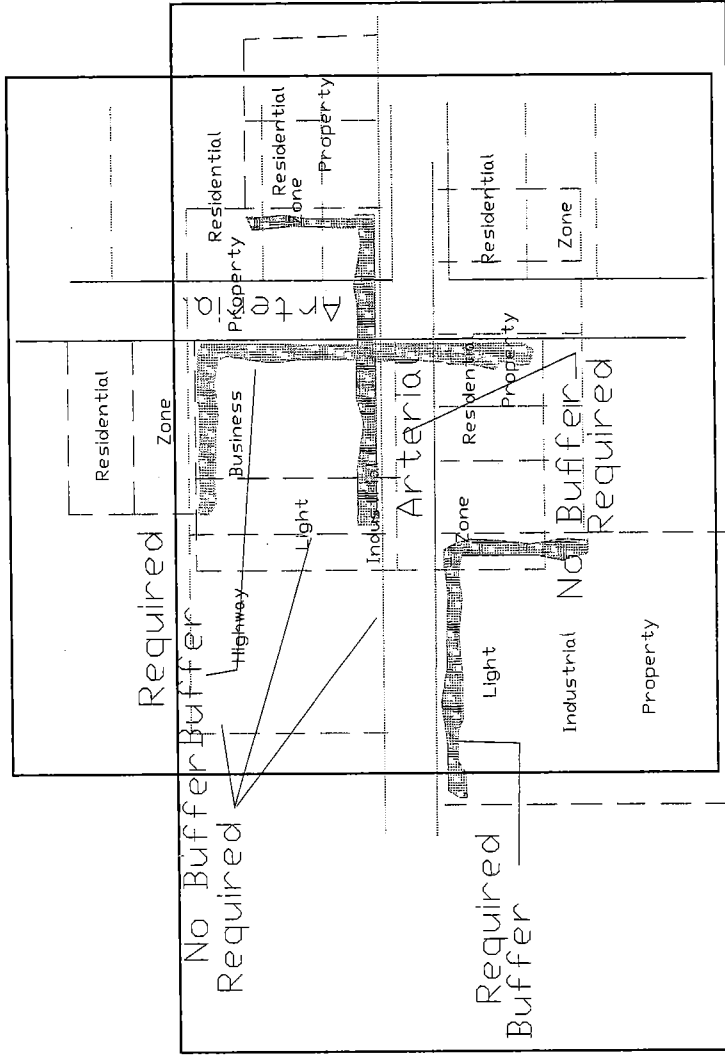 Residential
Zone
Required
Buffer
No Buffer
Required
Residential
Property
Highway
Business
Residential
Zone
Property
Arterial
Light
Industrial
Arterial
Residential
Zone
Property
Residential
Zone
Required
Buffer
Light
Industrial
Property
No Buffer
Required